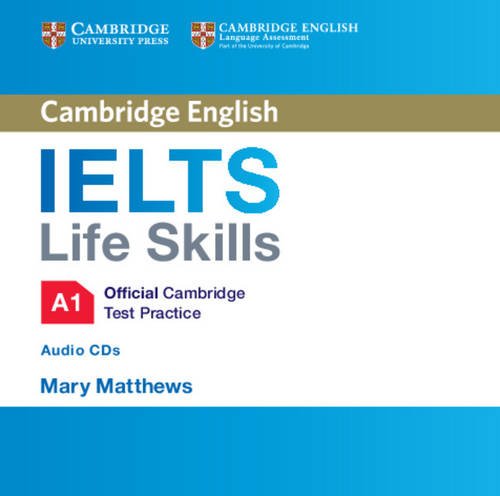 CAMBRIDGE
UNIVERSITY PRESS
CAMBRIDGE ENGLISH
Language Assessment
Part of the University of Cambridge
Cambridge English
IELTS
Life Skills
A1
Official Cambridge
Test Practice
Audio CDs
Mary Matthews